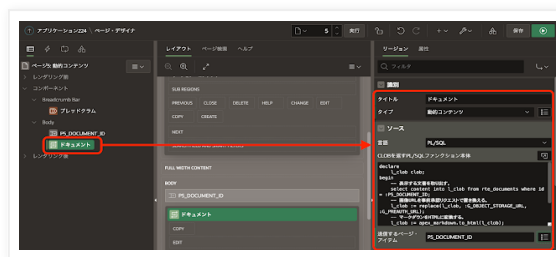 アプリケーション224 \ ページ・デザイナ
5
実行
保存
レイアウト ページ検索 ヘルプ
リージョン 属性
ページ5: 動的コンテンツ
フィルタ
レンダリング前
コンポーネント
Breadcrumb Bar
ブレッドクラム
Body
P5_DOCUMENT_ID
ドキュメント
レンダリング後
SUB REGIONS
PREVIOUS CLOSE DELETE HELP CHANGE EDIT
COPY CREATE
NEXT
FULL WIDTH CONTENT
BODY
P5_DOCUMENT_ID
ドキュメント
COPY
EDIT
識別
タイトル ドキュメント
タイプ 動的コンテンツ
ソース
言語 PL/SQL
CLOBを返すPL/SQLファンクション本体
declare
l_clob clob;
begin
-- 表示する文書を取り出す。
select content into l_clob from rte_documents where id
= :P5_DOCUMENT_ID;
-- 画像URLを事前承認リクエストで置き換える。
l_clob := replace(l_clob, :G_OBJECT_STORAGE_URL,
:G_PREAUTH_URL);
-- マークダウンをHTMLに変換する。
l_clob := apex_markdown.to_html(l_clob);
送信するページ・
アイテム P5_DOCUMENT_ID